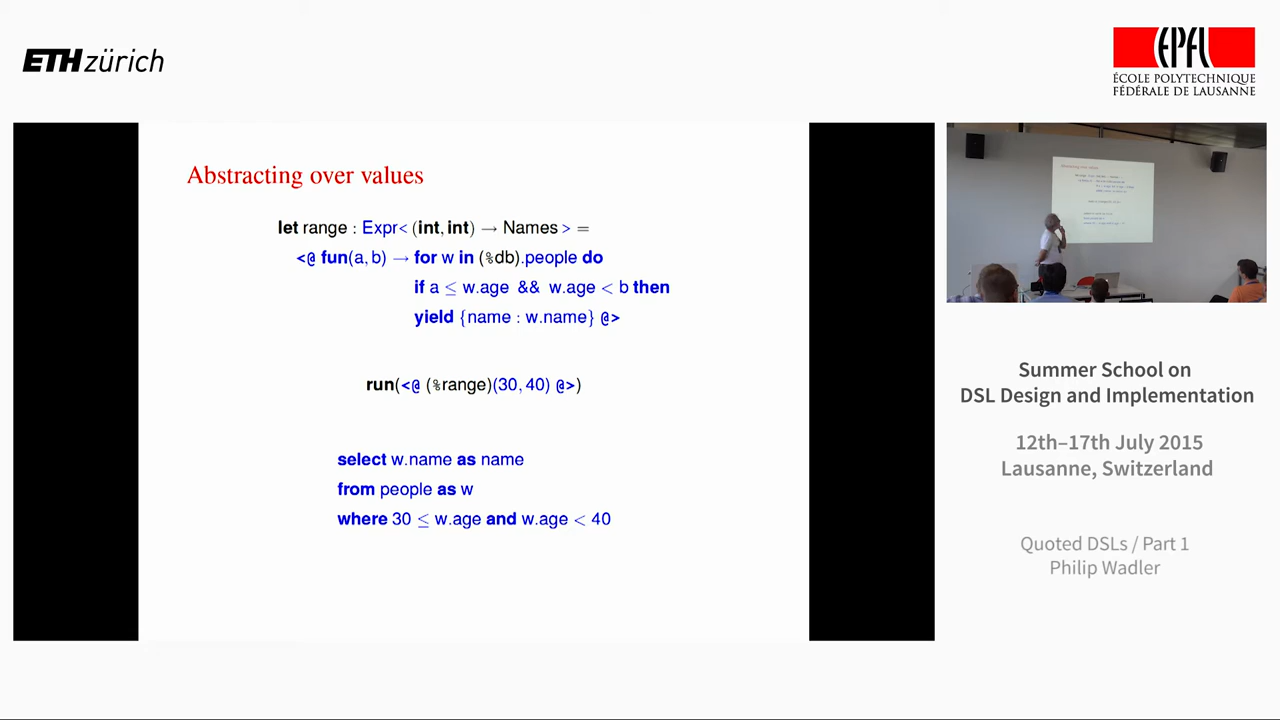 ETH zürich
EPFL
ÉCOLE POLYTECHNIQUE
FÉDÉRALE DE LAUSANNE
Abstracting over values
let range : Expr< (int, int) → Names > =
<@ fun(a, b) → for w in (%db).people do
if a ≤ w.age && w.age < b then
yield {name : w.name} @>
run(<@ (%range)(30, 40) @>)
select w.name as name
from people as w
where 30 ≤ w.age and w.age < 40
Abstracting over values
Summer School on
DSL Design and Implementation
12th–17th July 2015
Lausanne, Switzerland
Quoted DSLs / Part 1
Philip Wadler